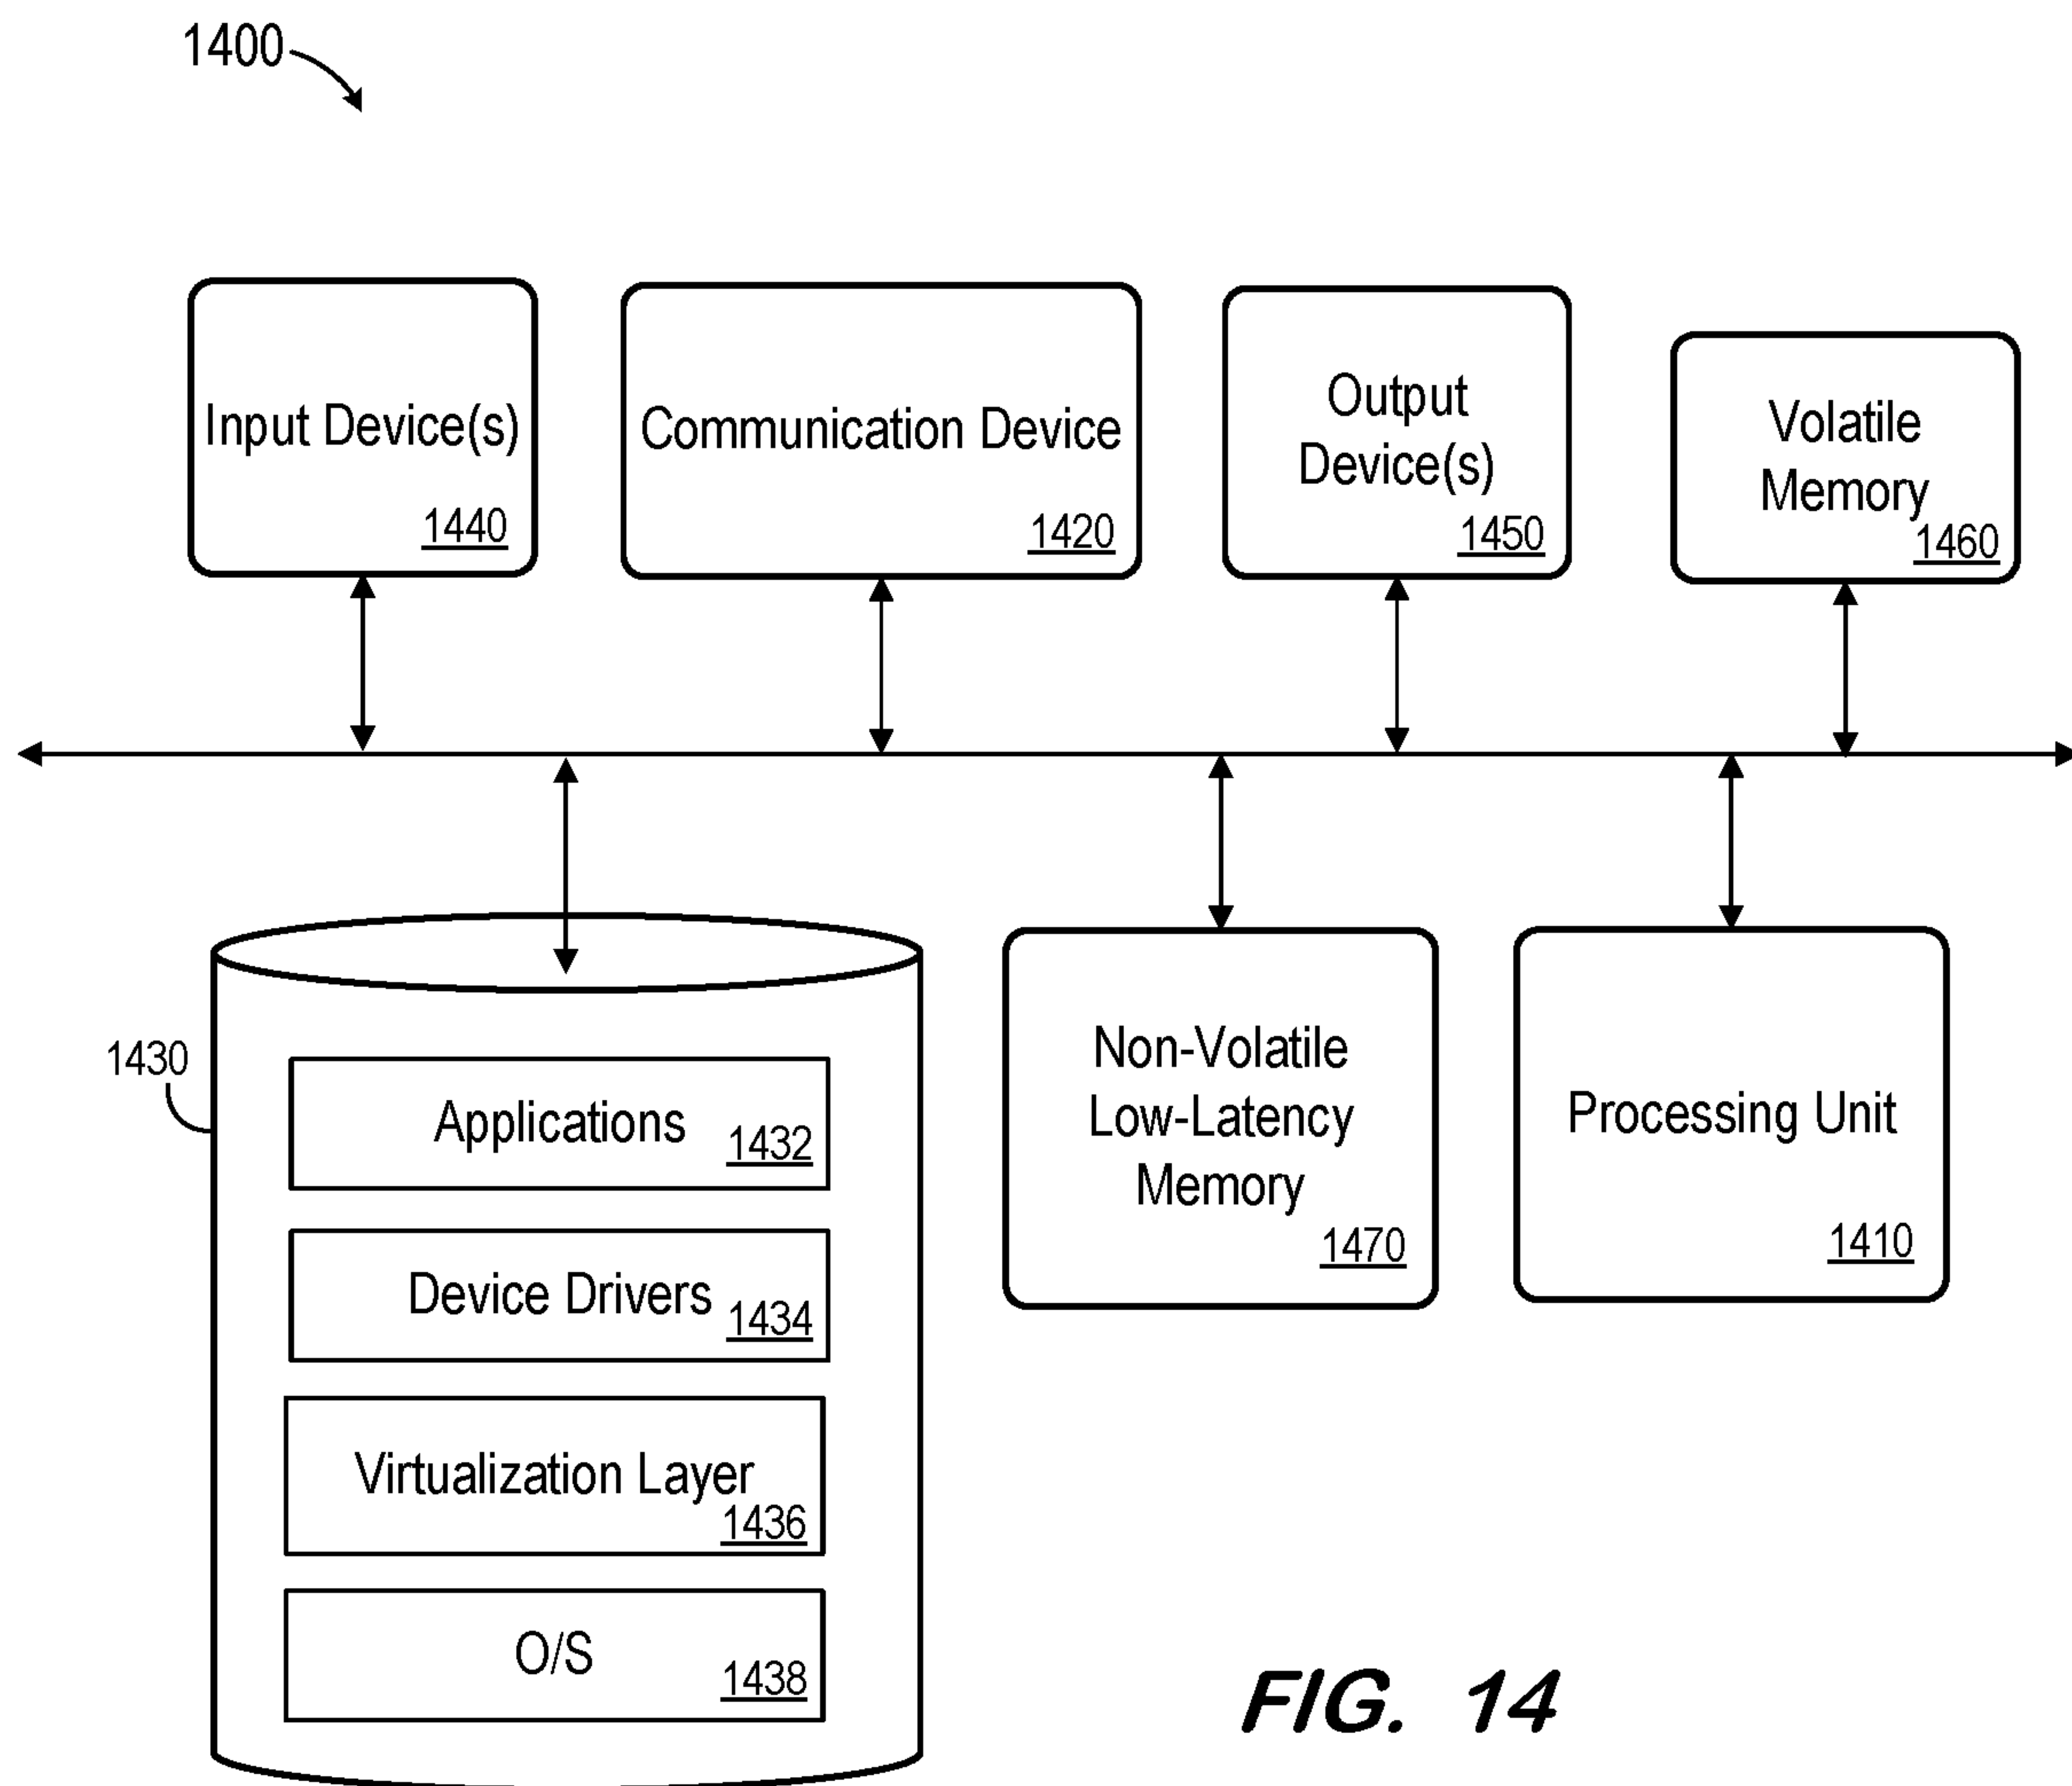 1400
Input Device(s)
1440
Communication Device
1420
Output
Device(s)
1450
Volatile
Memory
1460
1430
Applications
1432
Device Drivers
1434
Virtualization Layer
1436
O/S
1438
Non-Volatile
Low-Latency
Memory
1470
Processing Unit
1410
FIG. 14